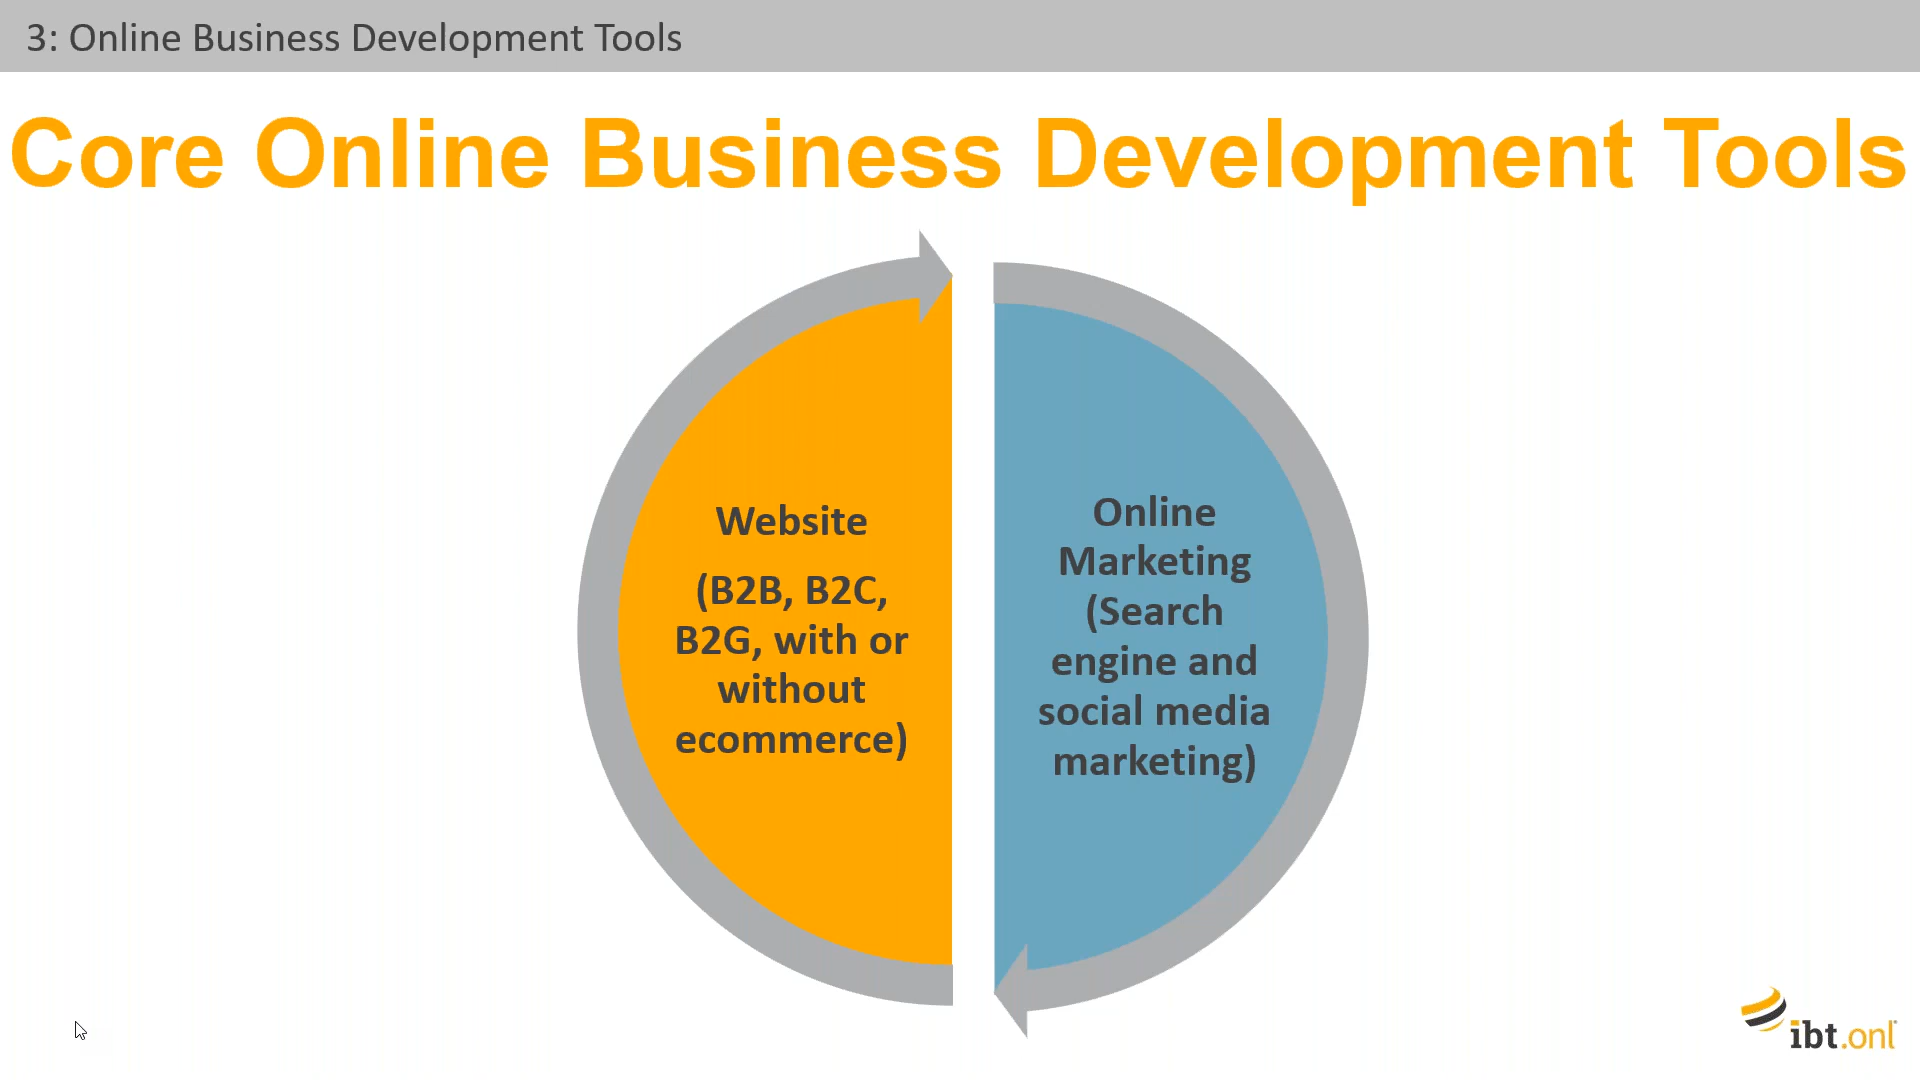 3: Online Business Development Tools
Core Online Business Development Tools
Website
(B2B, B2C,
B2G, with or
without
ecommerce)
Online
Marketing
(Search
engine and
social media
marketing)
ibt.onl